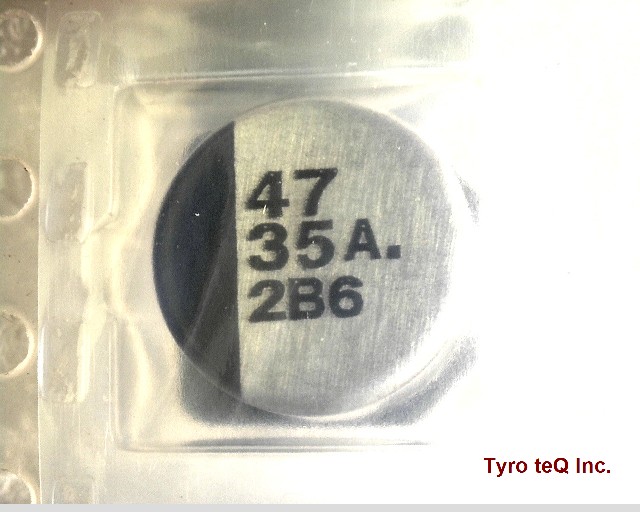 47
35A.
2B6
Tyro teQ Inc.